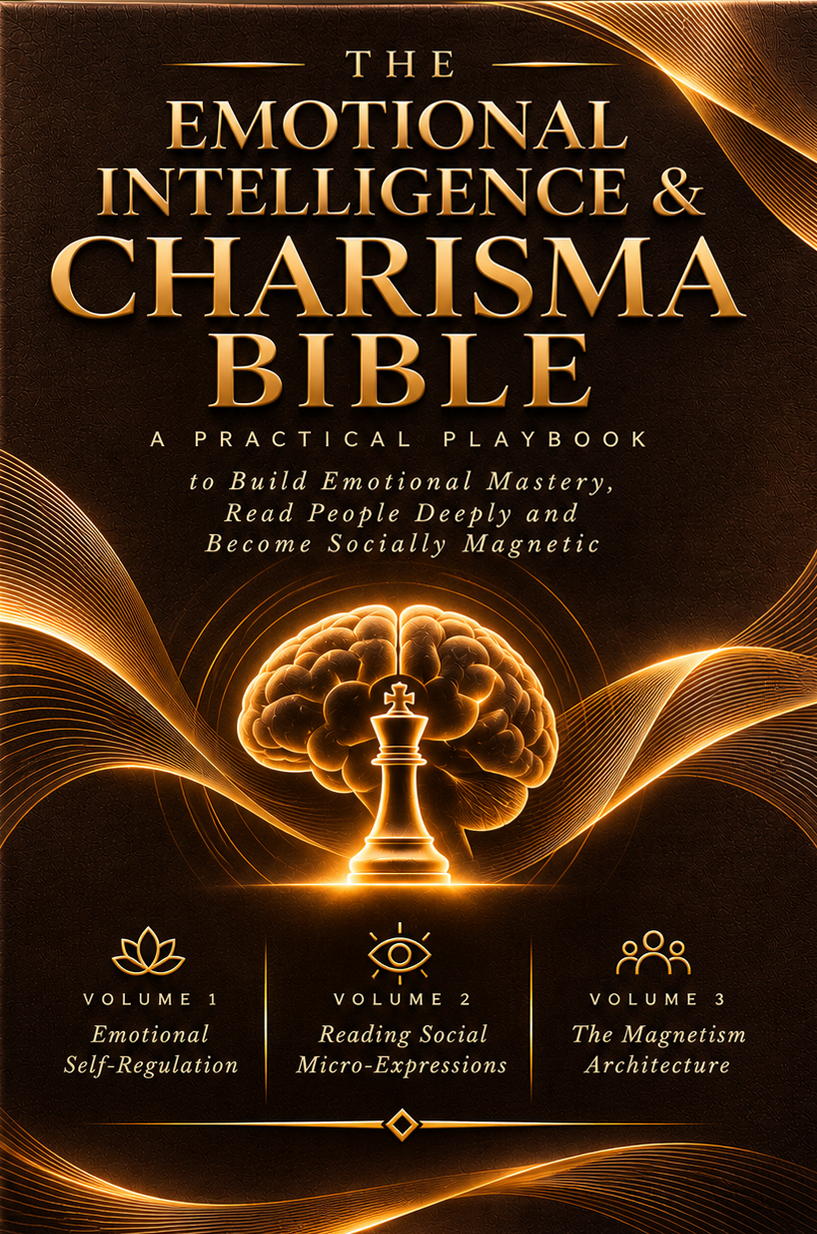 THE
EMOTIONAL
INTELLIGENCE &
CHARISMA
BIBLE
A PRACTICAL PLAYBOOK
to Build Emotional Mastery,
Read People Deeply and
Become Socially Magnetic
VOLUME 1
Emotional
Self-Regulation
VOLUME 2
Reading Social
Micro-Expressions
VOLUME 3
The Magnetism
Architecture